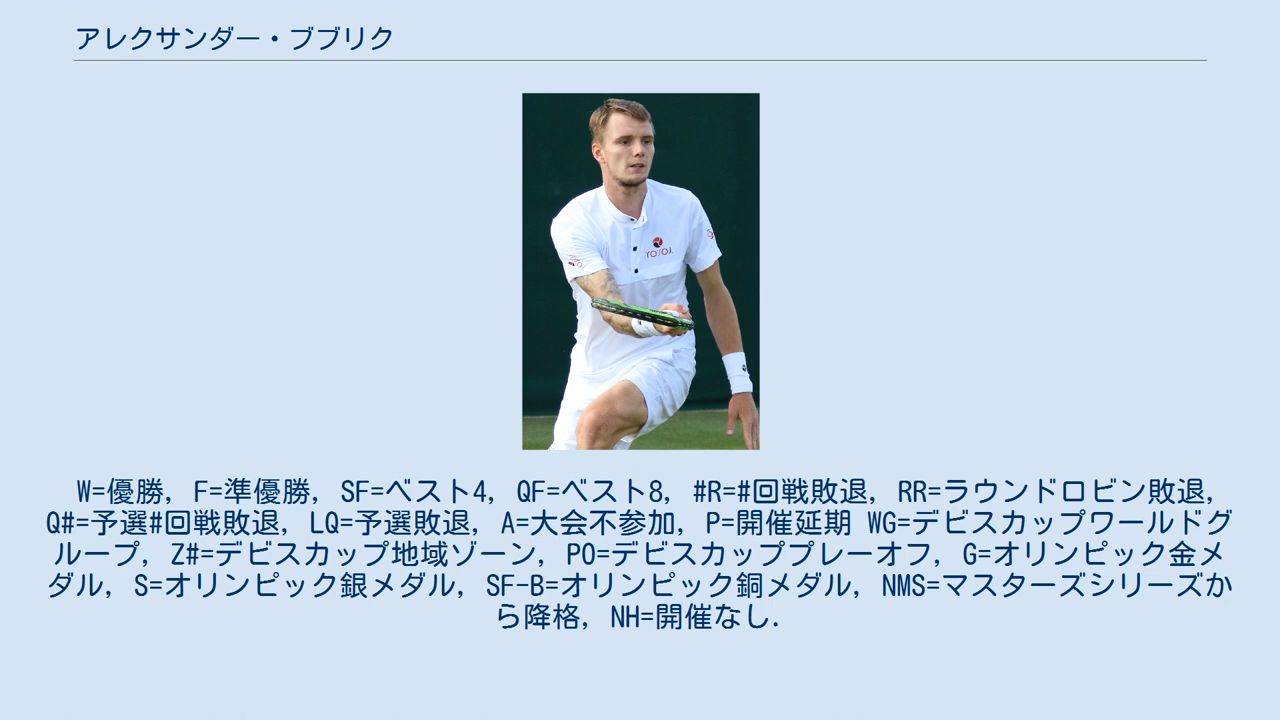 アレクサンダー・ブブリク
YOJOJ
W=優勝, F=準優勝, SF=ベスト4, QF=ベスト8, #R=#回戦敗退, RR=ラウンドロビン敗退,
Q#=予選#回戦敗退, LQ=予選敗退, A=大会不参加, P=開催延期 WG=デビスカップワールドグ
ループ, Z#=デビスカップ地域ゾーン, PO=デビスカッププレーオフ, G=オリンピック金メ
ダル, S=オリンピック銀メダル, SF-B=オリンピック銅メダル, NMS=マスターズシリーズか
ら降格, NH=開催なし.